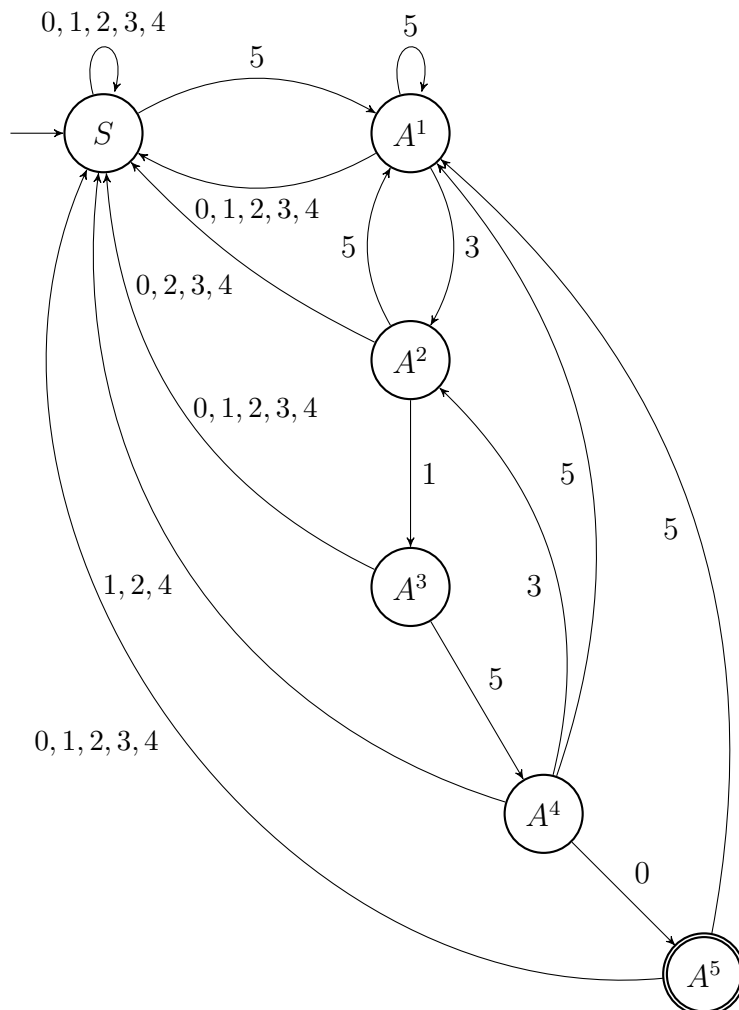 0, 1, 2, 3, 4
5
5
S
A¹
0, 1, 2, 3, 4
5
3
0, 2, 3, 4
A²
0, 1, 2, 3, 4
1
5
5
A³
1, 2, 4
3
5
0, 1, 2, 3, 4
A⁴
0
A⁵